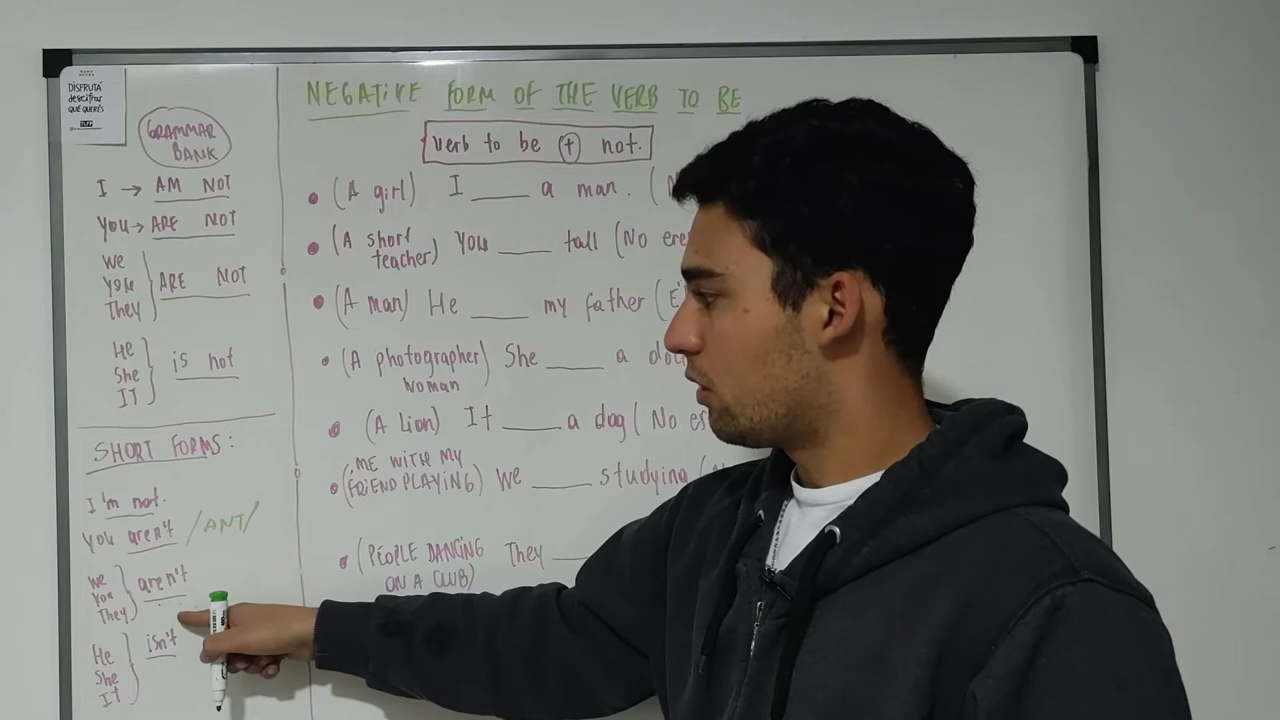 DISFRUTÁ
descifrar
QUÉ QUERÉS
GRAMMAR
BANK
I → AM NOT
You → ARE NOT
We
You
They
ARE NOT
He
She
IT
is not
SHORT FORMS:
I'm not.
You aren't /ANT/
We
You
They
aren't
He
She
It
isn't
NEGATIVE FORM OF THE VERB TO BE
Verb to be + not.
• (A girl) I ____ a man. (
• (A short teacher) You ____ tall (No ere
• (A man) He ____ my father (E
• (A photographer woman) She ____ a do
• (A Lion) It ____ a dog ( No es
• (ME WITH MY FRIEND PLAYING) We ____ studying (
• (PEOPLE DANCING ON A CLUB) They ____